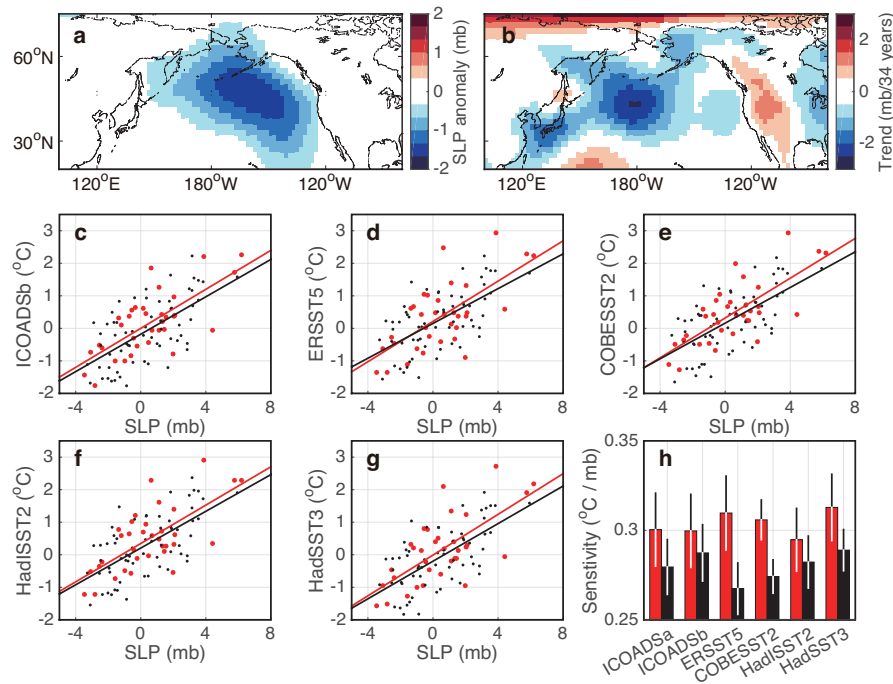 a
60°N
30°N
120°E
180°W
120°W
2
1
0
-1
-2
SLP anomaly (mb)
b
120°E
180°W
120°W
2
0
-2
Trend (mb/34 years)
c
ICOADSb (°C)
3
2
1
0
-1
-2
-4
0
4
8
SLP (mb)
d
ERSST5 (°C)
3
2
1
0
-1
-2
-4
0
4
8
SLP (mb)
e
COBESST2 (°C)
3
2
1
0
-1
-2
-4
0
4
8
SLP (mb)
f
HadISST2 (°C)
3
2
1
0
-1
-2
-4
0
4
8
SLP (mb)
g
HadSST3 (°C)
3
2
1
0
-1
-2
-4
0
4
8
SLP (mb)
h
Senstivity (°C / mb)
0.35
0.3
0.25
ICOADSa
ICOADSb
ERSST5
COBESST2
HadISST2
HadSST3